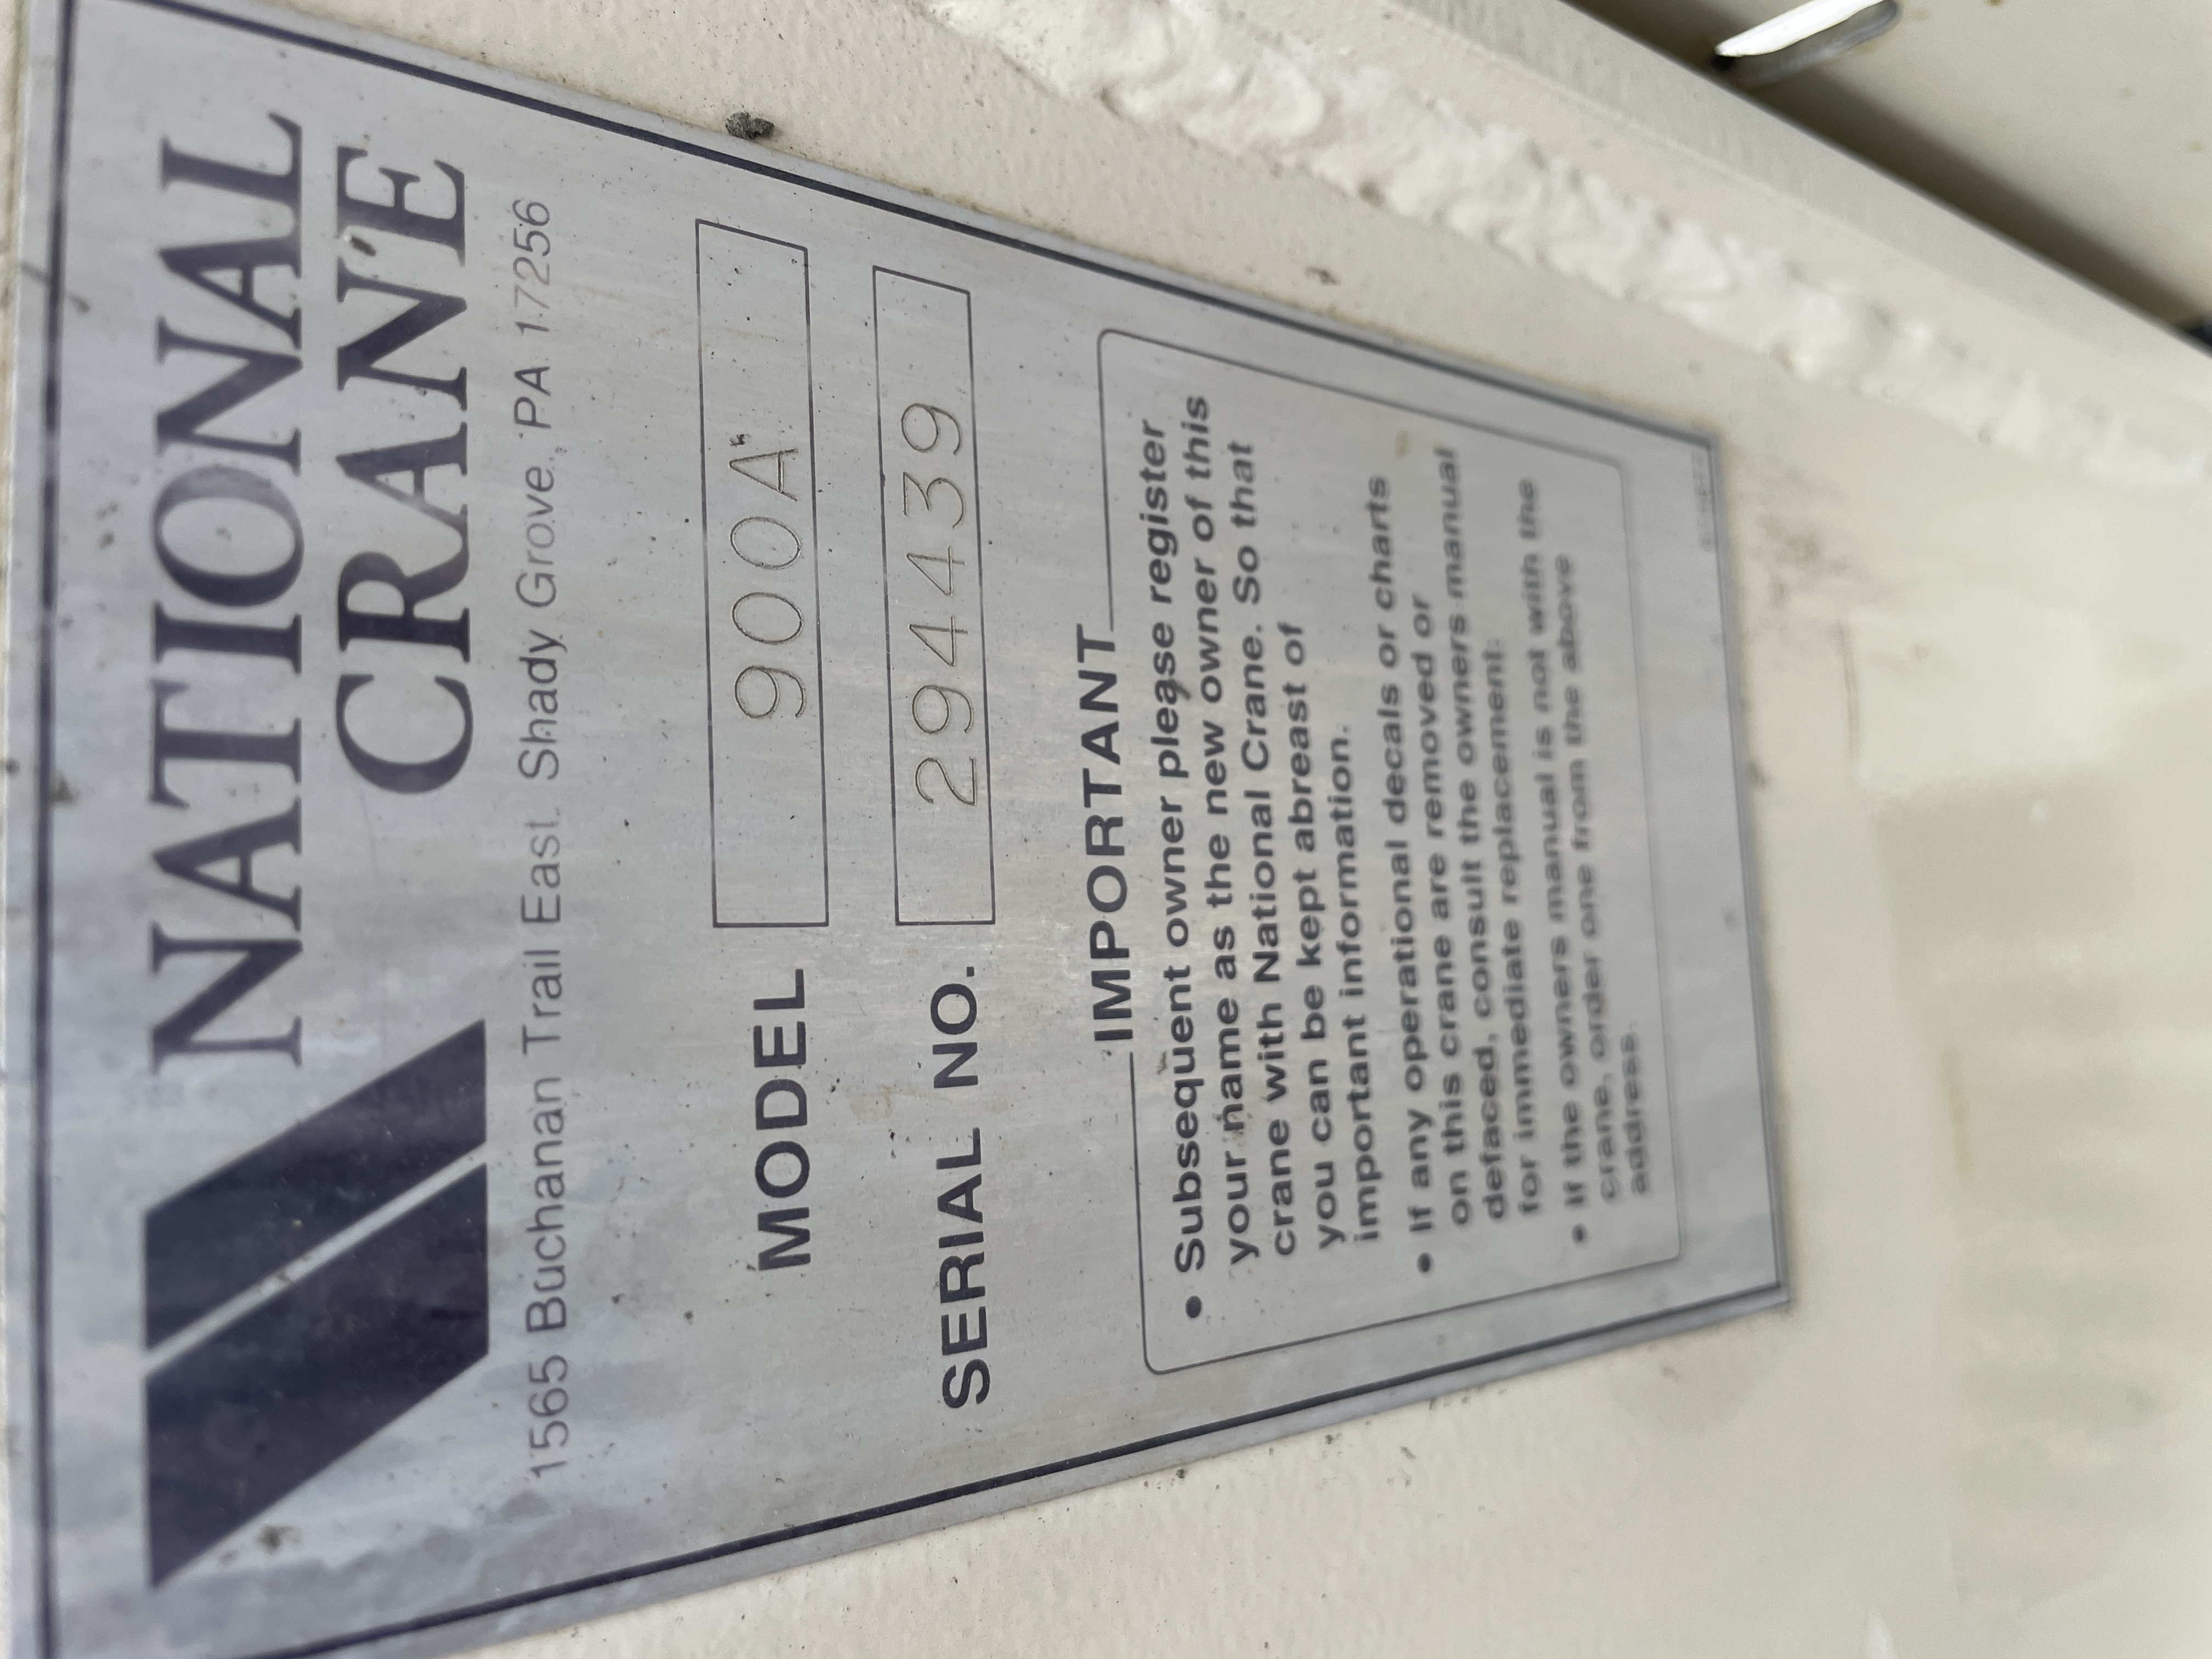 NATIONAL
CRANE
1565 Buchanan Trail East. Shady Grove, PA 17256
MODEL 900A
SERIAL NO. 294439
IMPORTANT
• Subsequent owner please register
your name as the new owner of this
crane with National Crane. So that
you can be kept abreast of
important information.
• If any operational decals or charts
on this crane are removed or
defaced, consult the owners manual
for immediate replacement.
• If the owners manual is not with the
crane, order one from the above
address.